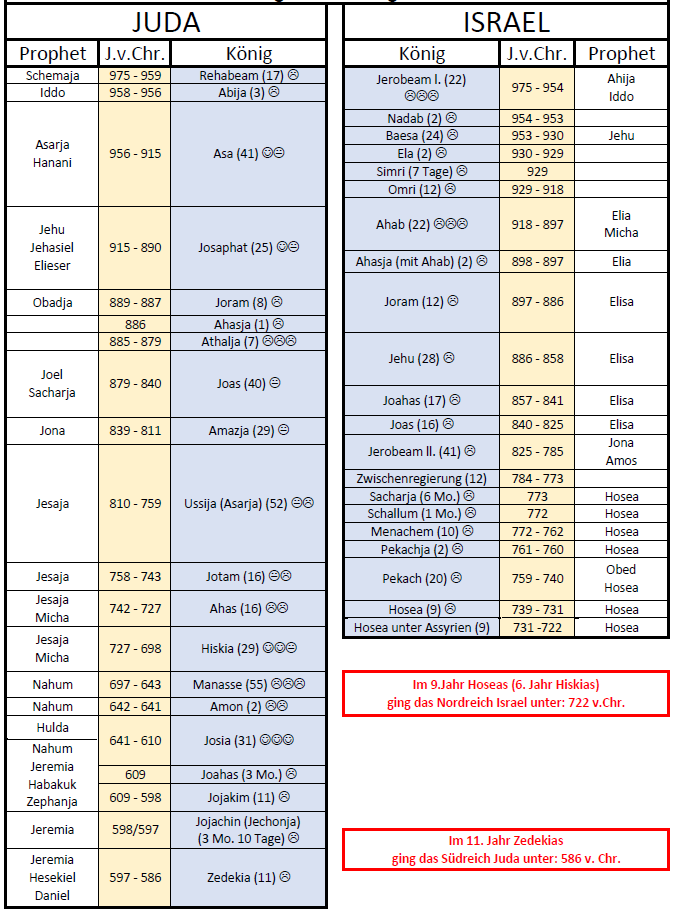 JUDA
Prophet J.v.Chr. König
Schemaja 975 - 959 Rehabeam (17) ☹
Iddo 958 - 956 Abija (3) ☹
Asarja
Hanani 956 - 915 Asa (41) ☺😐
Jehu
Jehasiel 915 - 890 Josaphat (25) ☺😐
Elieser
Obadja 889 - 887 Joram (8) ☹
886 Ahasja (1) ☹
885 - 879 Athalja (7) ☹☹☹
Joel
Sacharja 879 - 840 Joas (40) 😐
Jona 839 - 811 Amazja (29) 😐
Jesaja 810 - 759 Ussija (Asarja) (52) 😐☹
Jesaja 758 - 743 Jotam (16) 😐☹
Jesaja
Micha 742 - 727 Ahas (16) ☹☹
Jesaja
Micha 727 - 698 Hiskia (29) ☺☺😐
Nahum 697 - 643 Manasse (55) ☹☹☹
Nahum 642 - 641 Amon (2) ☹☹
Hulda
641 - 610 Josia (31) ☺☺☺
Nahum
Jeremia
609 Joahas (3 Mo.) ☹
Habakuk
Zephanja 609 - 598 Jojakim (11) ☹
Jeremia 598/597 Jojachin (Jechonja)
(3 Mo. 10 Tage) ☹
Jeremia
Hesekiel 597 - 586 Zedekia (11) ☹
Daniel
ISRAEL
König J.v.Chr. Prophet
Jerobeam l. (22) 975 - 954 Ahija
☹☹☹ Iddo
Nadab (2) ☹ 954 - 953
Baesa (24) ☹ 953 - 930 Jehu
Ela (2) ☹ 930 - 929
Simri (7 Tage) ☹ 929
Omri (12) ☹ 929 - 918
Ahab (22) ☹☹☹ 918 - 897 Elia
Micha
Ahasja (mit Ahab) (2) ☹ 898 - 897 Elia
Joram (12) ☹ 897 - 886 Elisa
Jehu (28) ☹ 886 - 858 Elisa
Joahas (17) ☹ 857 - 841 Elisa
Joas (16) ☹ 840 - 825 Elisa
Jerobeam ll. (41) ☹ 825 - 785 Jona
Amos
Zwischenregierung (12) 784 - 773
Sacharja (6 Mo.) ☹ 773 Hosea
Schallum (1 Mo.) ☹ 772 Hosea
Menachem (10) ☹ 772 - 762 Hosea
Pekachja (2) ☹ 761 - 760 Hosea
Pekach (20) ☹ 759 - 740 Obed
Hosea
Hosea (9) ☹ 739 - 731 Hosea
Hosea unter Assyrien (9) 731 -722 Hosea
Im 9.Jahr Hoseas (6. Jahr Hiskias)
ging das Nordreich Israel unter: 722 v.Chr.
Im 11. Jahr Zedekias
ging das Südreich Juda unter: 586 v. Chr.